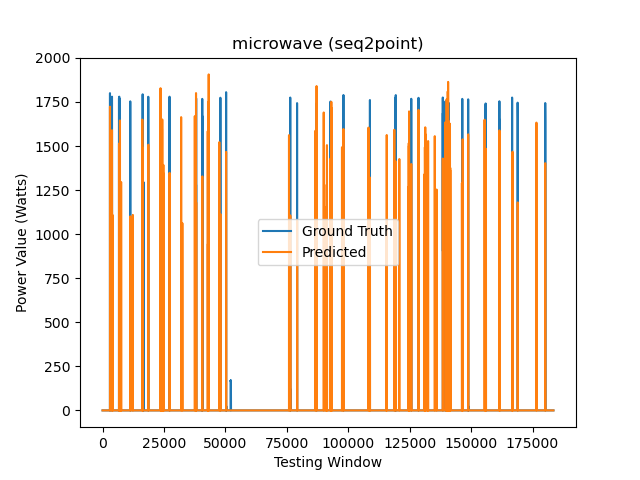 microwave (seq2point)
2000
1750
1500
1250
1000
750
500
250
0
Power Value (Watts)
Ground Truth
Predicted
0 25000 50000 75000 100000 125000 150000 175000
Testing Window